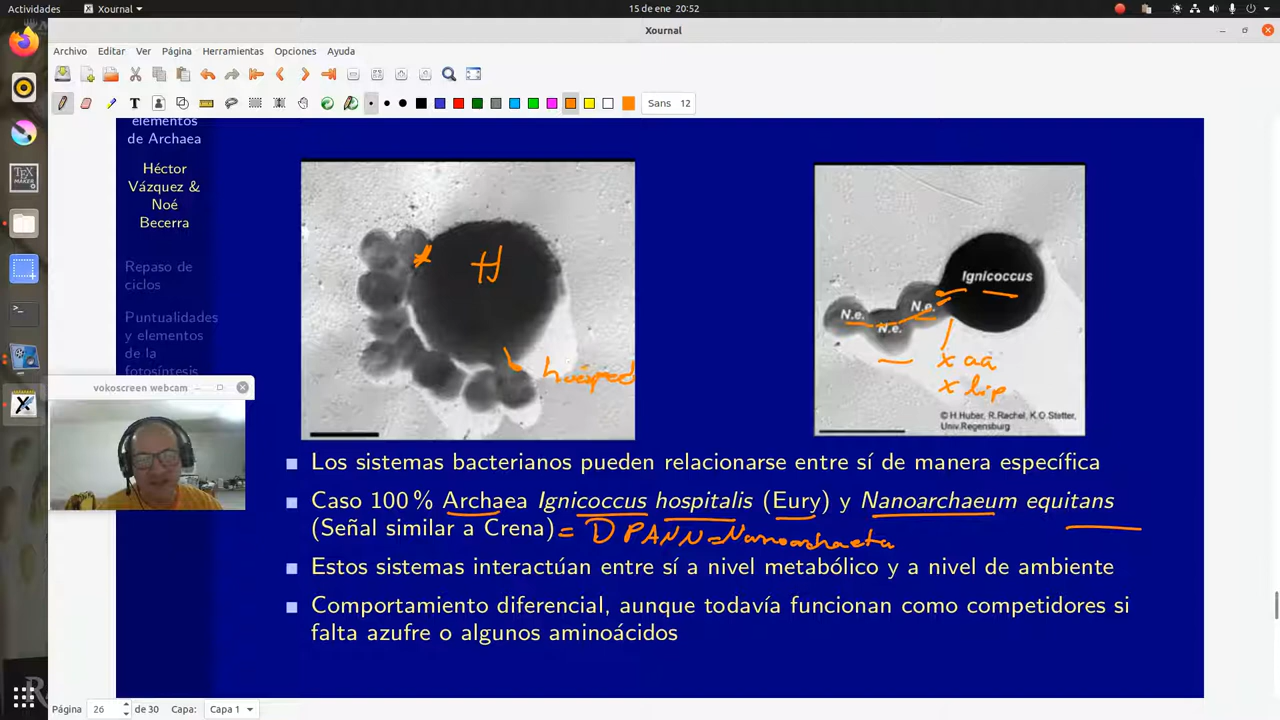 Actividades
Xournal
15 de ene 20:52
Xournal
Archivo Editar Ver Página Herramientas Opciones Ayuda
Sans 12
elementos
de Archaea
Héctor
Vázquez &
Noé
Becerra
Repaso de
ciclos
Puntualidades
y elementos
de la
fotosíntesis
vokoscreen webcam
H
huésped
Ignicoccus
N.e.
N.e.
N.e.
x aa
x lip
© H.Huber, R.Rachel, K.O.Stetter,
Univ.Regensburg
Los sistemas bacterianos pueden relacionarse entre sí de manera específica
Caso 100 % Archaea Ignicoccus hospitalis (Eury) y Nanoarchaeum equitans
(Señal similar a Crena) = DPANN=Nanoarchaeta
Estos sistemas interactúan entre sí a nivel metabólico y a nivel de ambiente
Comportamiento diferencial, aunque todavía funcionan como competidores si
falta azufre o algunos aminoácidos
Página 26 de 30 Capa: Capa 1